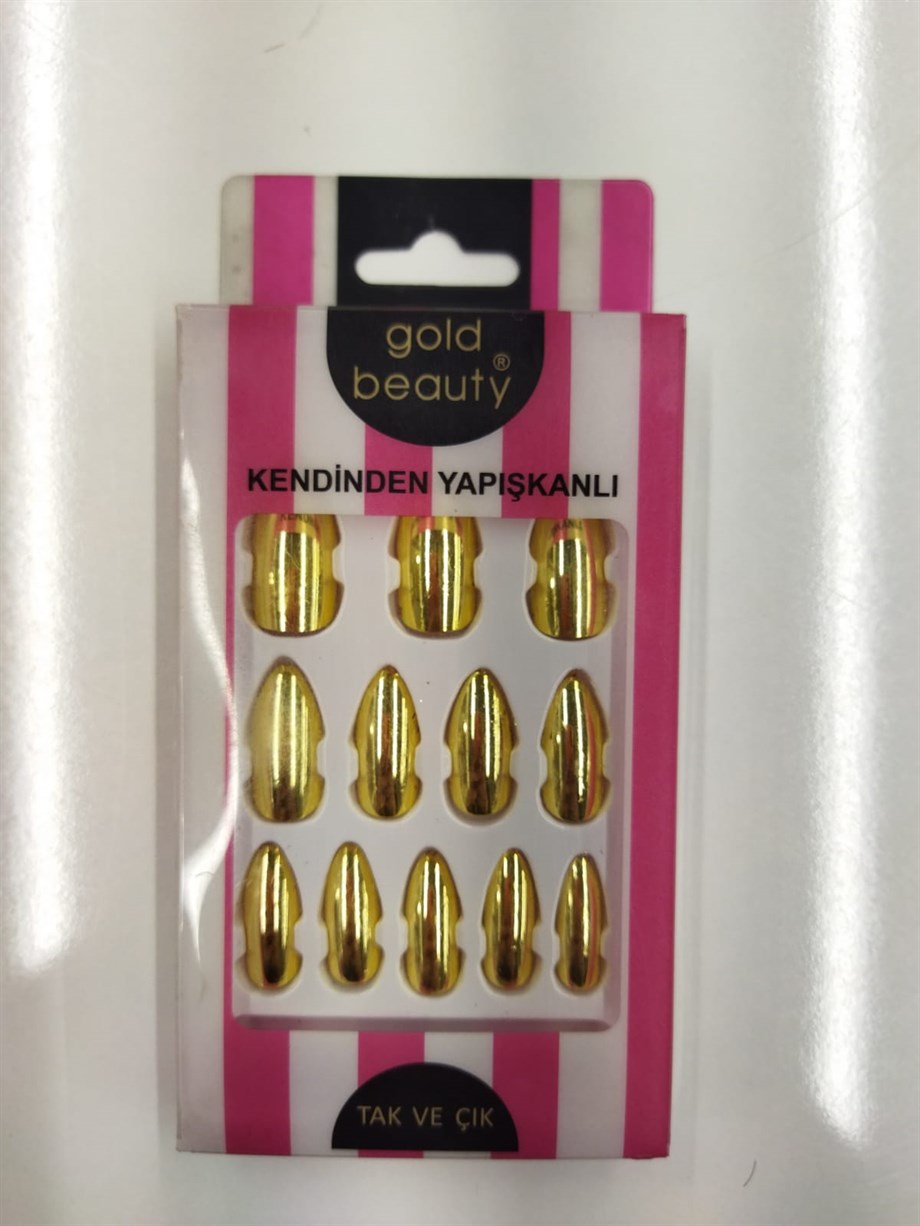 gold
beauty®
KENDİNDEN YAPIŞKANLI
TAK VE ÇIK